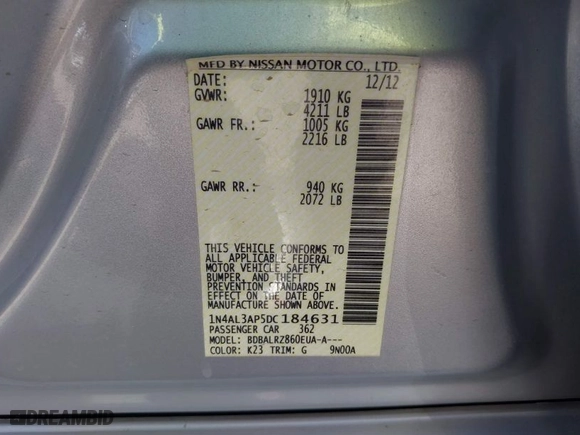 MFD BY NISSAN MOTOR CO., LTD.
DATE: 12/12
GVWR: 1910 KG
4211 LB
GAWR FR.: 1005 KG
2216 LB
GAWR RR.: 940 KG
2072 LB
THIS VEHICLE CONFORMS TO
ALL APPLICABLE FEDERAL
MOTOR VEHICLE SAFETY,
BUMPER, AND THEFT
PREVENTION STANDARDS IN
EFFECT ON THE DATE OF
MANUFACTURE SHOWN ABOVE.
1N4AL3AP5DC184631
PASSENGER CAR 362
MODEL: BDBALRZ860EUA-A---
COLOR: K23 TRIM: G 9N00A
DREAMBID